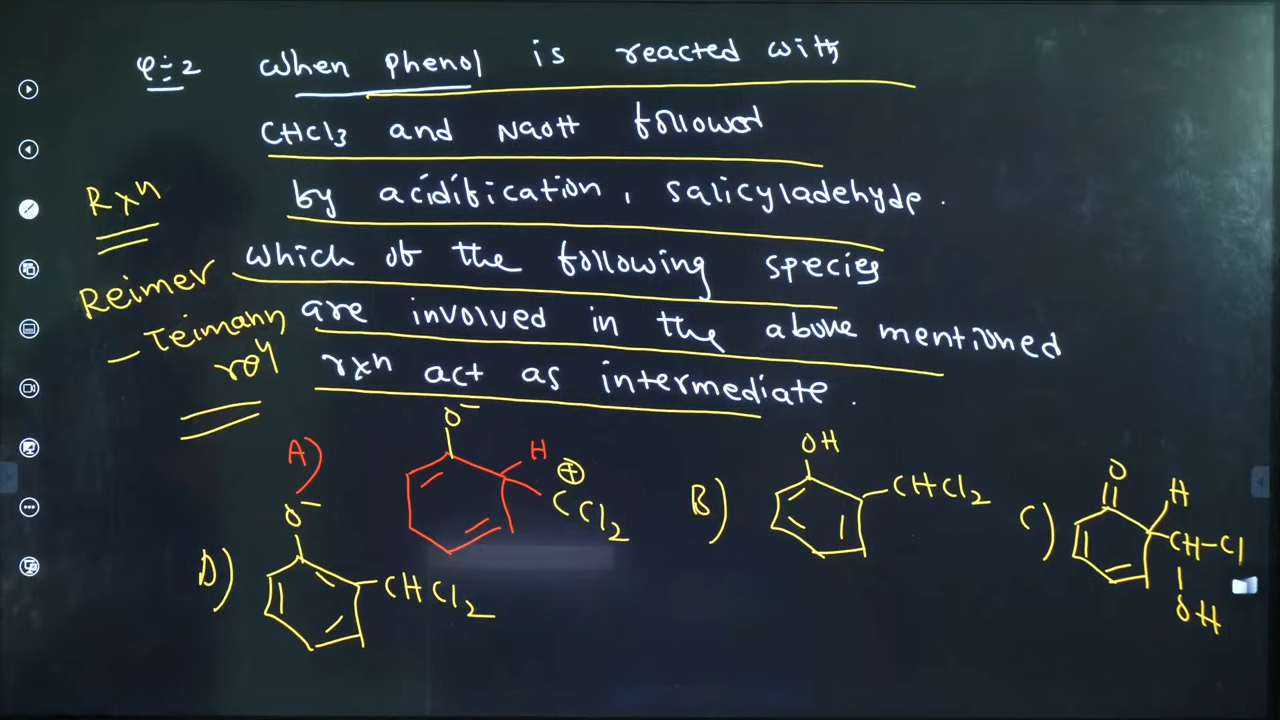 Q:-2 When phenol is reacted with
CHCl3 and NaOH followed
by acidification, salicyladehyde.
which of the following species
are involved in the above mentioned
rxn act as intermediate.
Rxn
Reimer
- Teimann
rxn
A)
O-
H
⊕
CCl2
B)
OH
CHCl2
C)
O
H
CH-Cl
OH
D)
O-
CHCl2